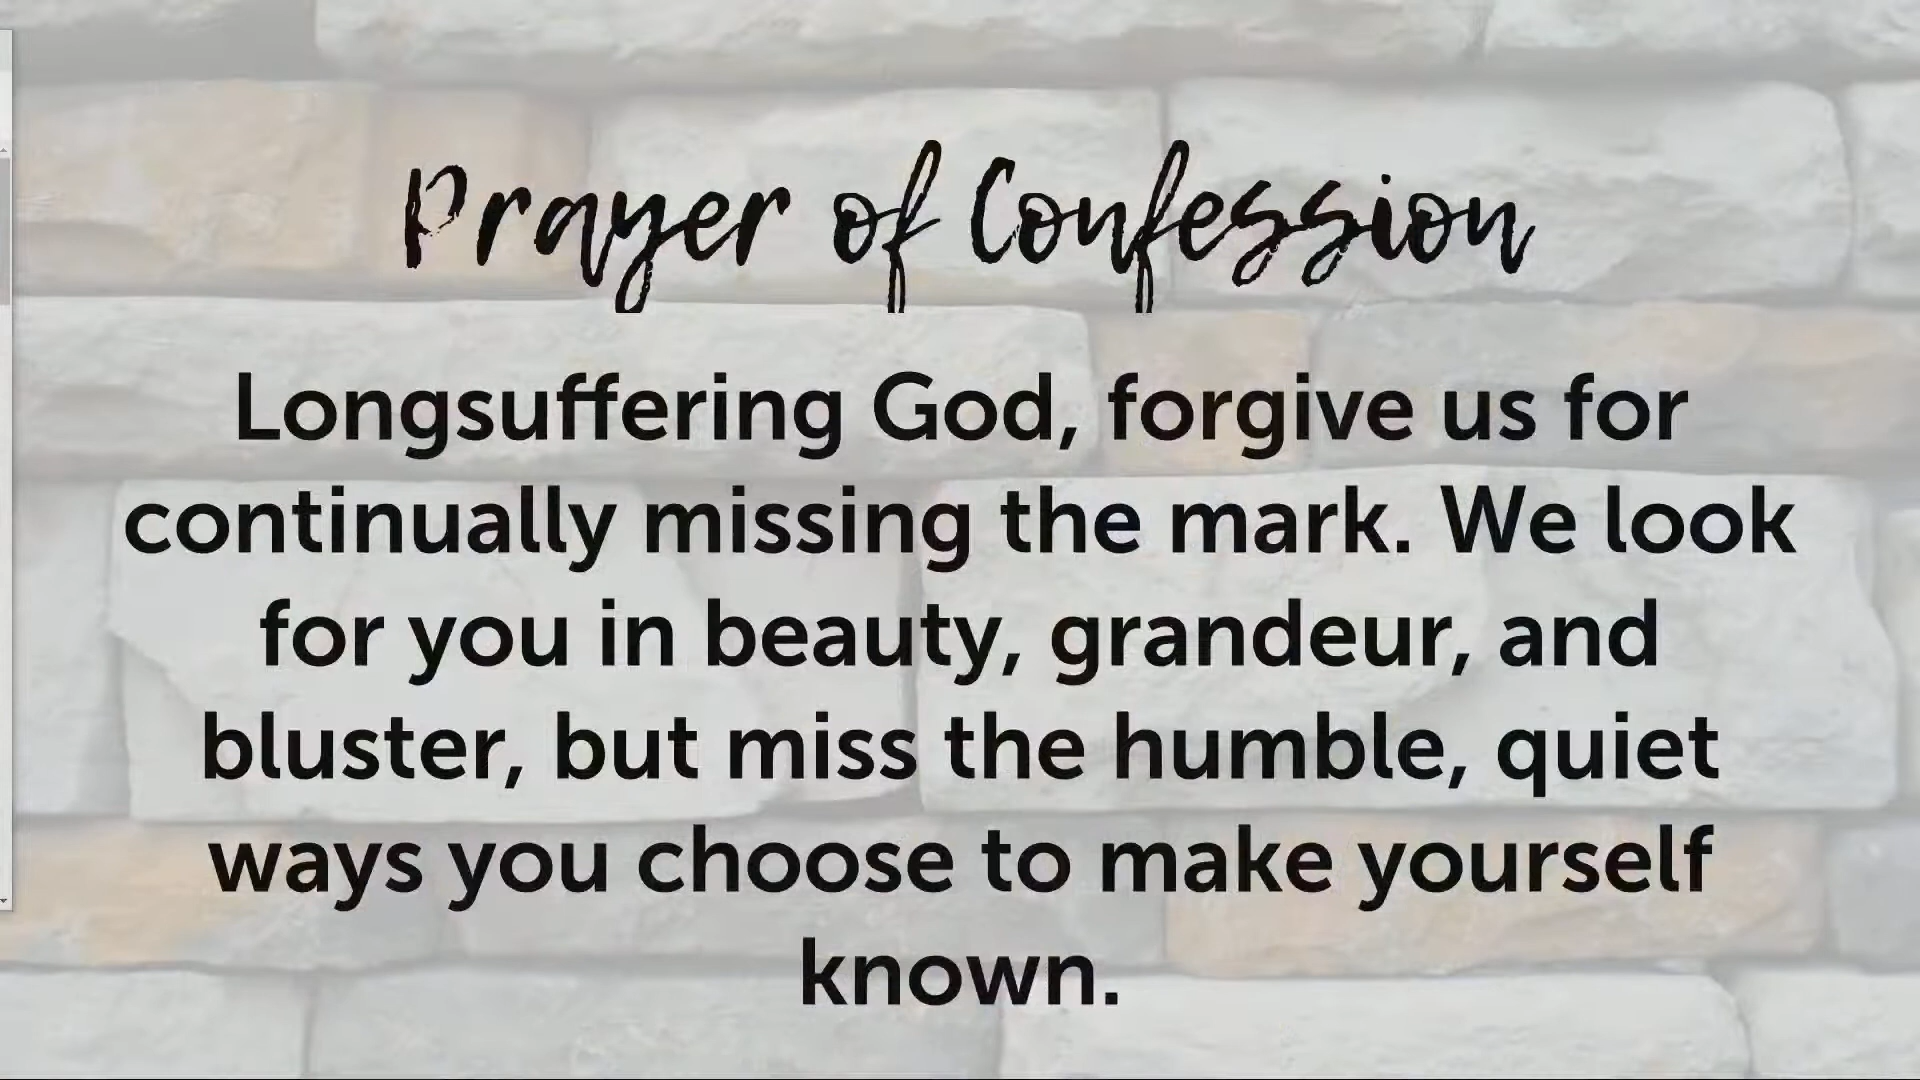 Prayer of Confession
Longsuffering God, forgive us for
continually missing the mark. We look
for you in beauty, grandeur, and
bluster, but miss the humble, quiet
ways you choose to make yourself
known.